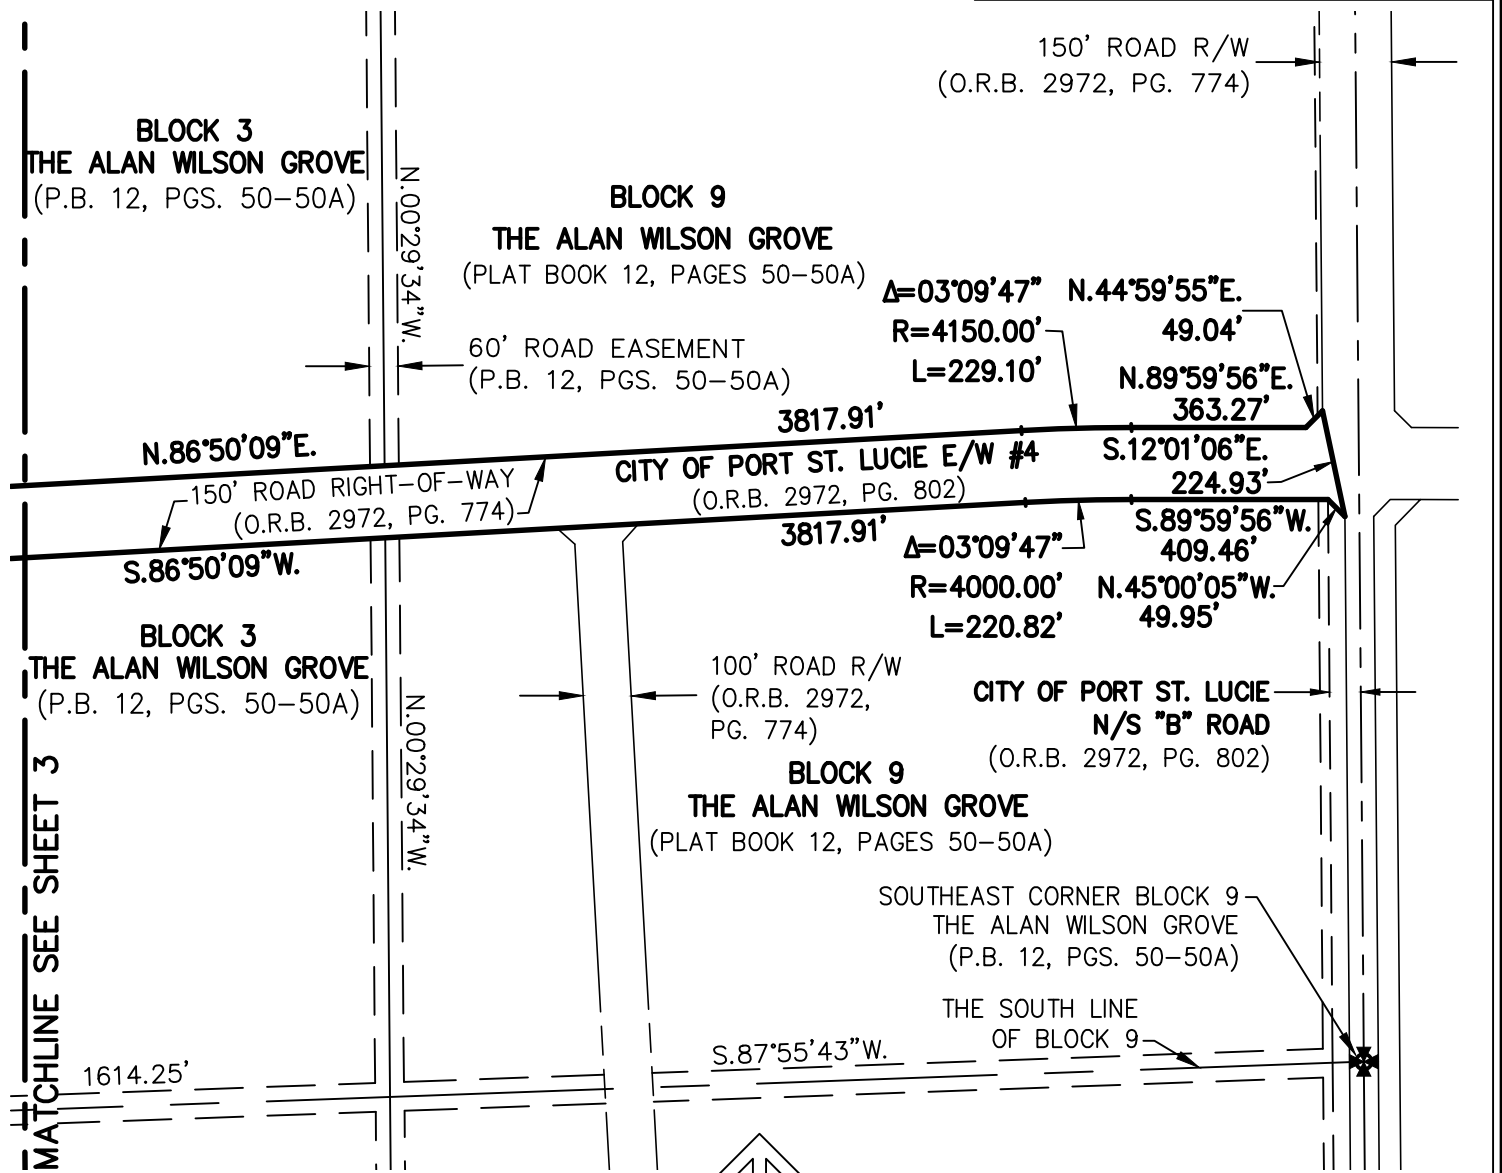 150' ROAD R/W
(O.R.B. 2972, PG. 774)
BLOCK 3
THE ALAN WILSON GROVE
(P.B. 12, PGS. 50-50A)
N.00°29'34"W.
BLOCK 9
THE ALAN WILSON GROVE
(PLAT BOOK 12, PAGES 50-50A)
60' ROAD EASEMENT
(P.B. 12, PGS. 50-50A)
Δ=03°09'47"
R=4150.00'
L=229.10'
N.44°59'55"E.
49.04'
N.89°59'56"E.
363.27'
3817.91'
N.86°50'09"E.
150' ROAD RIGHT-OF-WAY
(O.R.B. 2972, PG. 774)
CITY OF PORT ST. LUCIE E/W #4
(O.R.B. 2972, PG. 802)
S.12°01'06"E.
224.93'
3817.91'
S.86°50'09"W.
Δ=03°09'47"
R=4000.00'
L=220.82'
S.89°59'56"W.
409.46'
N.45°00'05"W.
49.95'
BLOCK 3
THE ALAN WILSON GROVE
(P.B. 12, PGS. 50-50A)
N.00°29'34"W.
100' ROAD R/W
(O.R.B. 2972,
PG. 774)
CITY OF PORT ST. LUCIE
N/S "B" ROAD
(O.R.B. 2972, PG. 802)
BLOCK 9
THE ALAN WILSON GROVE
(PLAT BOOK 12, PAGES 50-50A)
MATCHLINE SEE SHEET 3
SOUTHEAST CORNER BLOCK 9
THE ALAN WILSON GROVE
(P.B. 12, PGS. 50-50A)
THE SOUTH LINE
OF BLOCK 9
S.87°55'43"W.
1614.25'